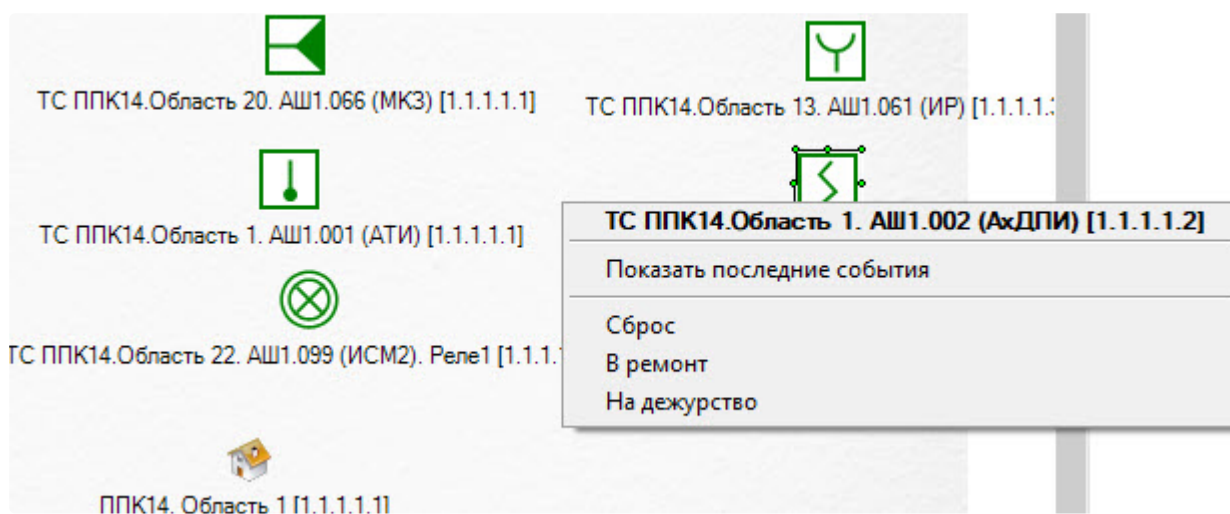 ТС ППК14.Область 20. АШ1.066 (МКЗ) [1.1.1.1.1]
ТС ППК14.Область 13. АШ1.061 (ИР) [1.1.1.1.
ТС ППК14.Область 1. АШ1.001 (АТИ) [1.1.1.1.1]
ТС ППК14.Область 1. АШ1.002 (АхДПИ) [1.1.1.1.2]
Показать последние события
Сброс
В ремонт
На дежурство
ТС ППК14.Область 22. АШ1.099 (ИСМ2). Реле1 [1.1.1.
ППК14. Область 1 [1.1.1.1.1]